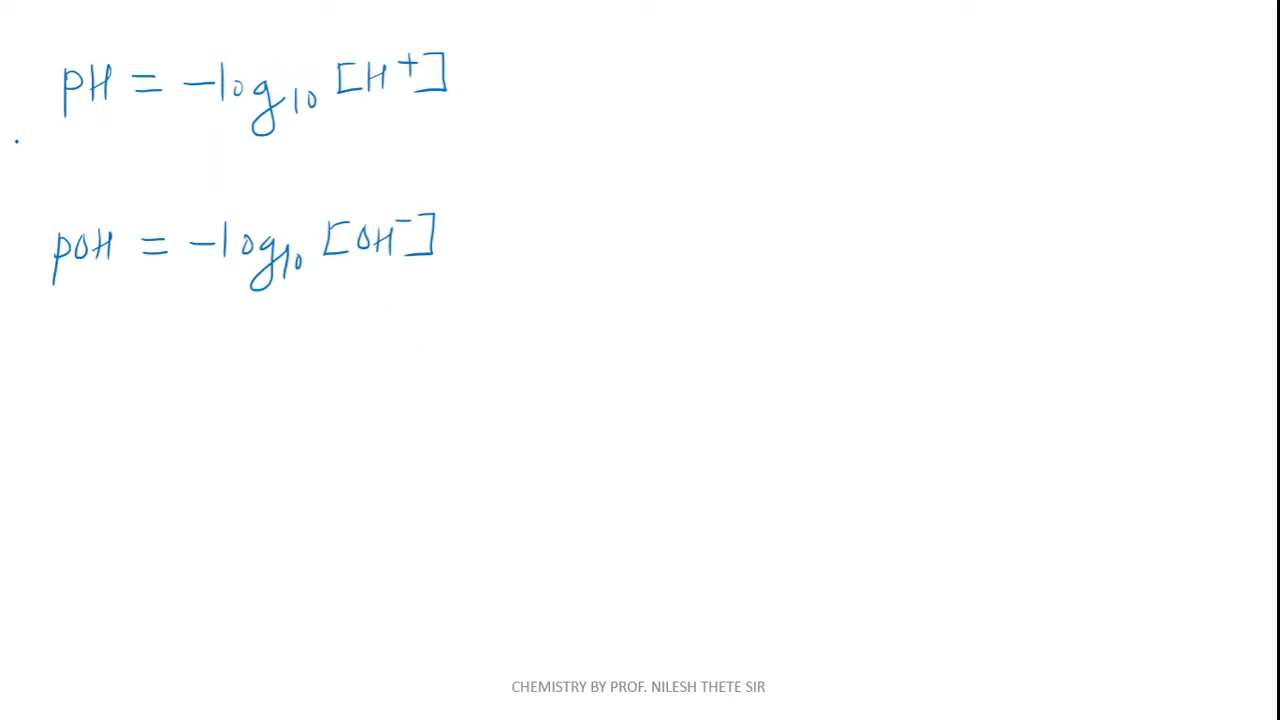 pH = -log₁₀ [H⁺]
pOH = -log₁₀ [OH⁻]
CHEMISTRY BY PROF. NILESH THETE SIR